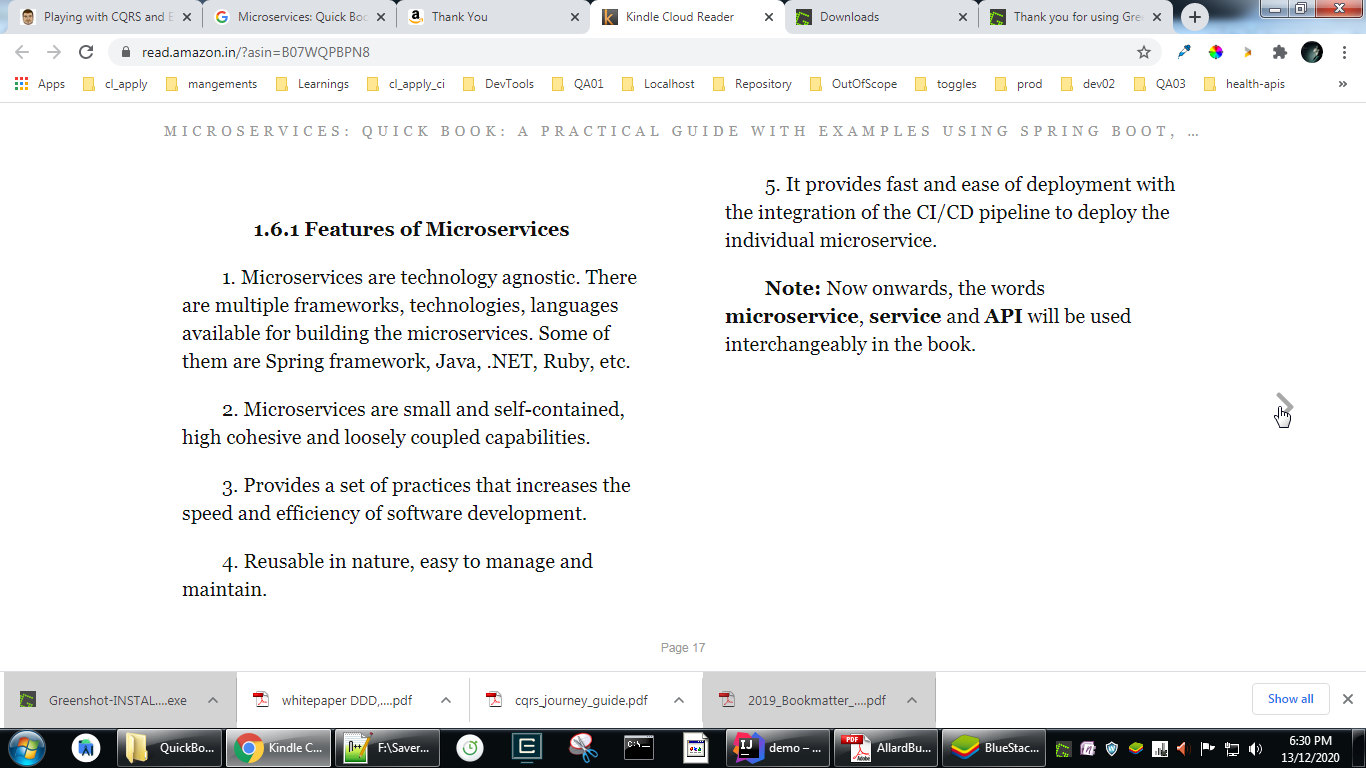 Playing with CQRS and E
Microservices: Quick Boo
Thank You
Kindle Cloud Reader
Downloads
Thank you for using Gre
read.amazon.in/?asin=B07WQPBPN8
Apps cl_apply mangements Learnings cl_apply_ci DevTools QA01 Localhost Repository OutOfScope toggles prod dev02 QA03 health-apis »
MICROSERVICES: QUICK BOOK: A PRACTICAL GUIDE WITH EXAMPLES USING SPRING BOOT, …
1.6.1 Features of Microservices
1. Microservices are technology agnostic. There
are multiple frameworks, technologies, languages
available for building the microservices. Some of
them are Spring framework, Java, .NET, Ruby, etc.
2. Microservices are small and self-contained,
high cohesive and loosely coupled capabilities.
3. Provides a set of practices that increases the
speed and efficiency of software development.
4. Reusable in nature, easy to manage and
maintain.
5. It provides fast and ease of deployment with
the integration of the CI/CD pipeline to deploy the
individual microservice.
Note: Now onwards, the words
microservice, service and API will be used
interchangeably in the book.
Page 17
Greenshot-INSTAL....exe
whitepaper DDD,....pdf
cqrs_journey_guide.pdf
2019_Bookmatter_....pdf
Show all
QuickBo...
Kindle C...
F:\Saver...
demo – ...
AllardBu...
BlueStac...
6:30 PM
13/12/2020